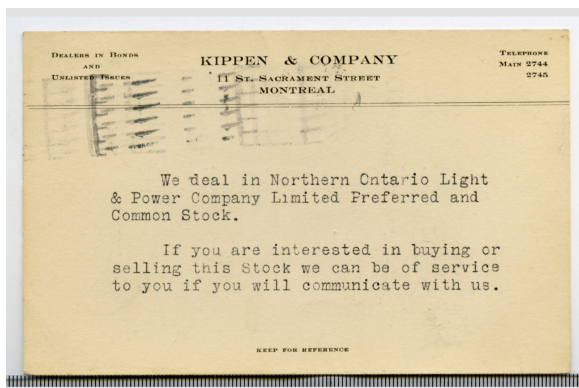 DEALERS IN BONDS
AND
UNLISTED ISSUES
KIPPEN & COMPANY
11 ST. SACRAMENT STREET
MONTREAL
TELEPHONE
MAIN 2744
2745
We deal in Northern Ontario Light
& Power Company Limited Preferred and
Common Stock.
If you are interested in buying or
selling this Stock we can be of service
to you if you will communicate with us.
KEEP FOR REFERENCE